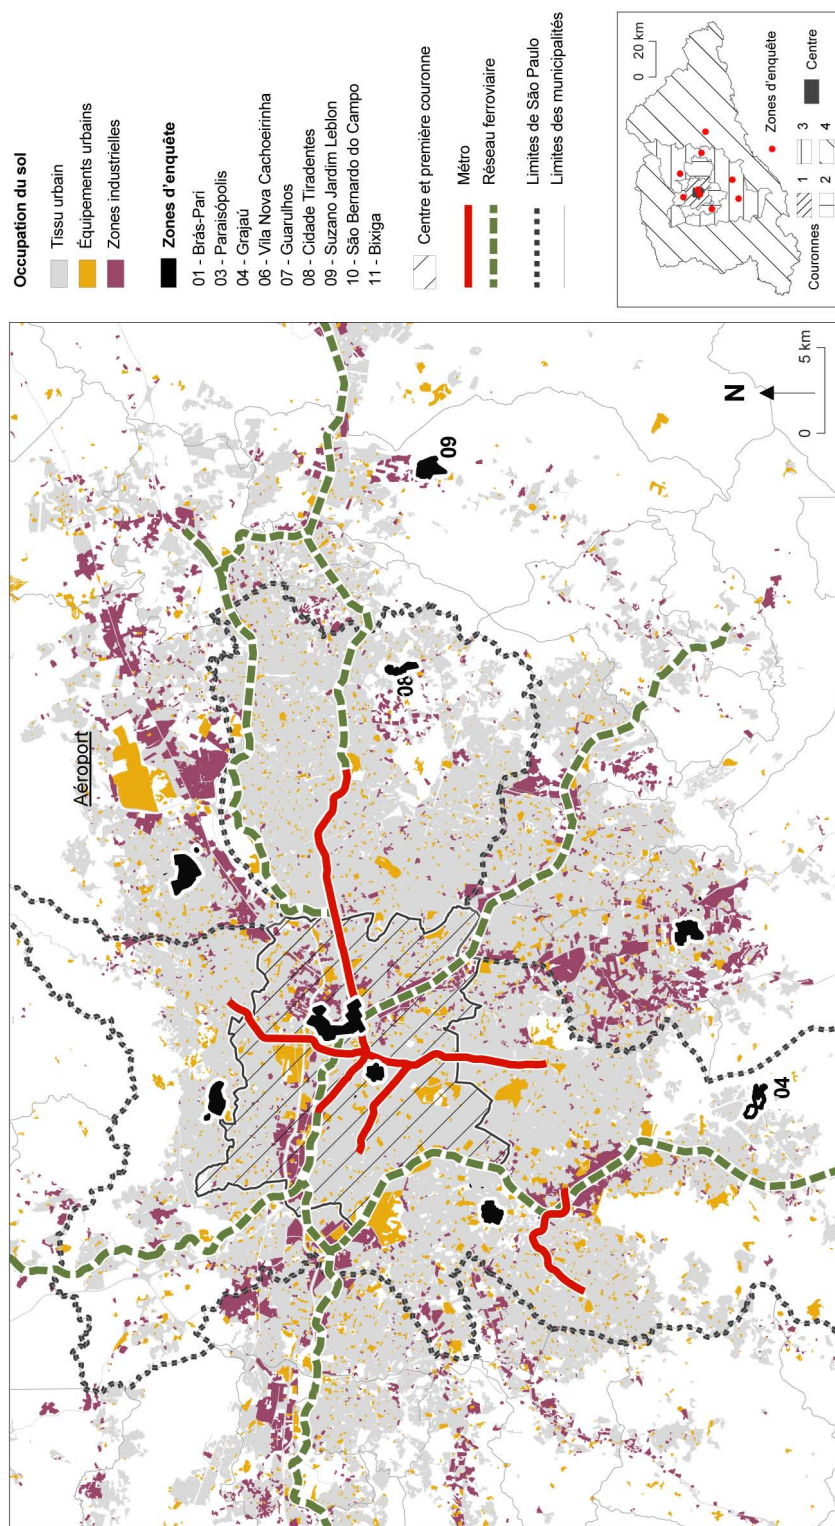 Occupation du sol
Tissu urbain
Équipements urbains
Zones industrielles
Zones d'enquête
01 - Brás-Pari
03 - Paraisópolis
04 - Grajaú
06 - Vila Nova Cachoeirinha
07 - Guarulhos
08 - Cidade Tiradentes
09 - Suzano Jardim Leblon
10 - São Bernardo do Campo
11 - Bixiga
Centre et première couronne
Métro
Réseau ferroviaire
Limites de São Paulo
Limites des municipalités
0 20 km
Zones d'enquête
Couronnes
1
3
Centre
2
4
Aéroport
08
09
04
N
0 5 km